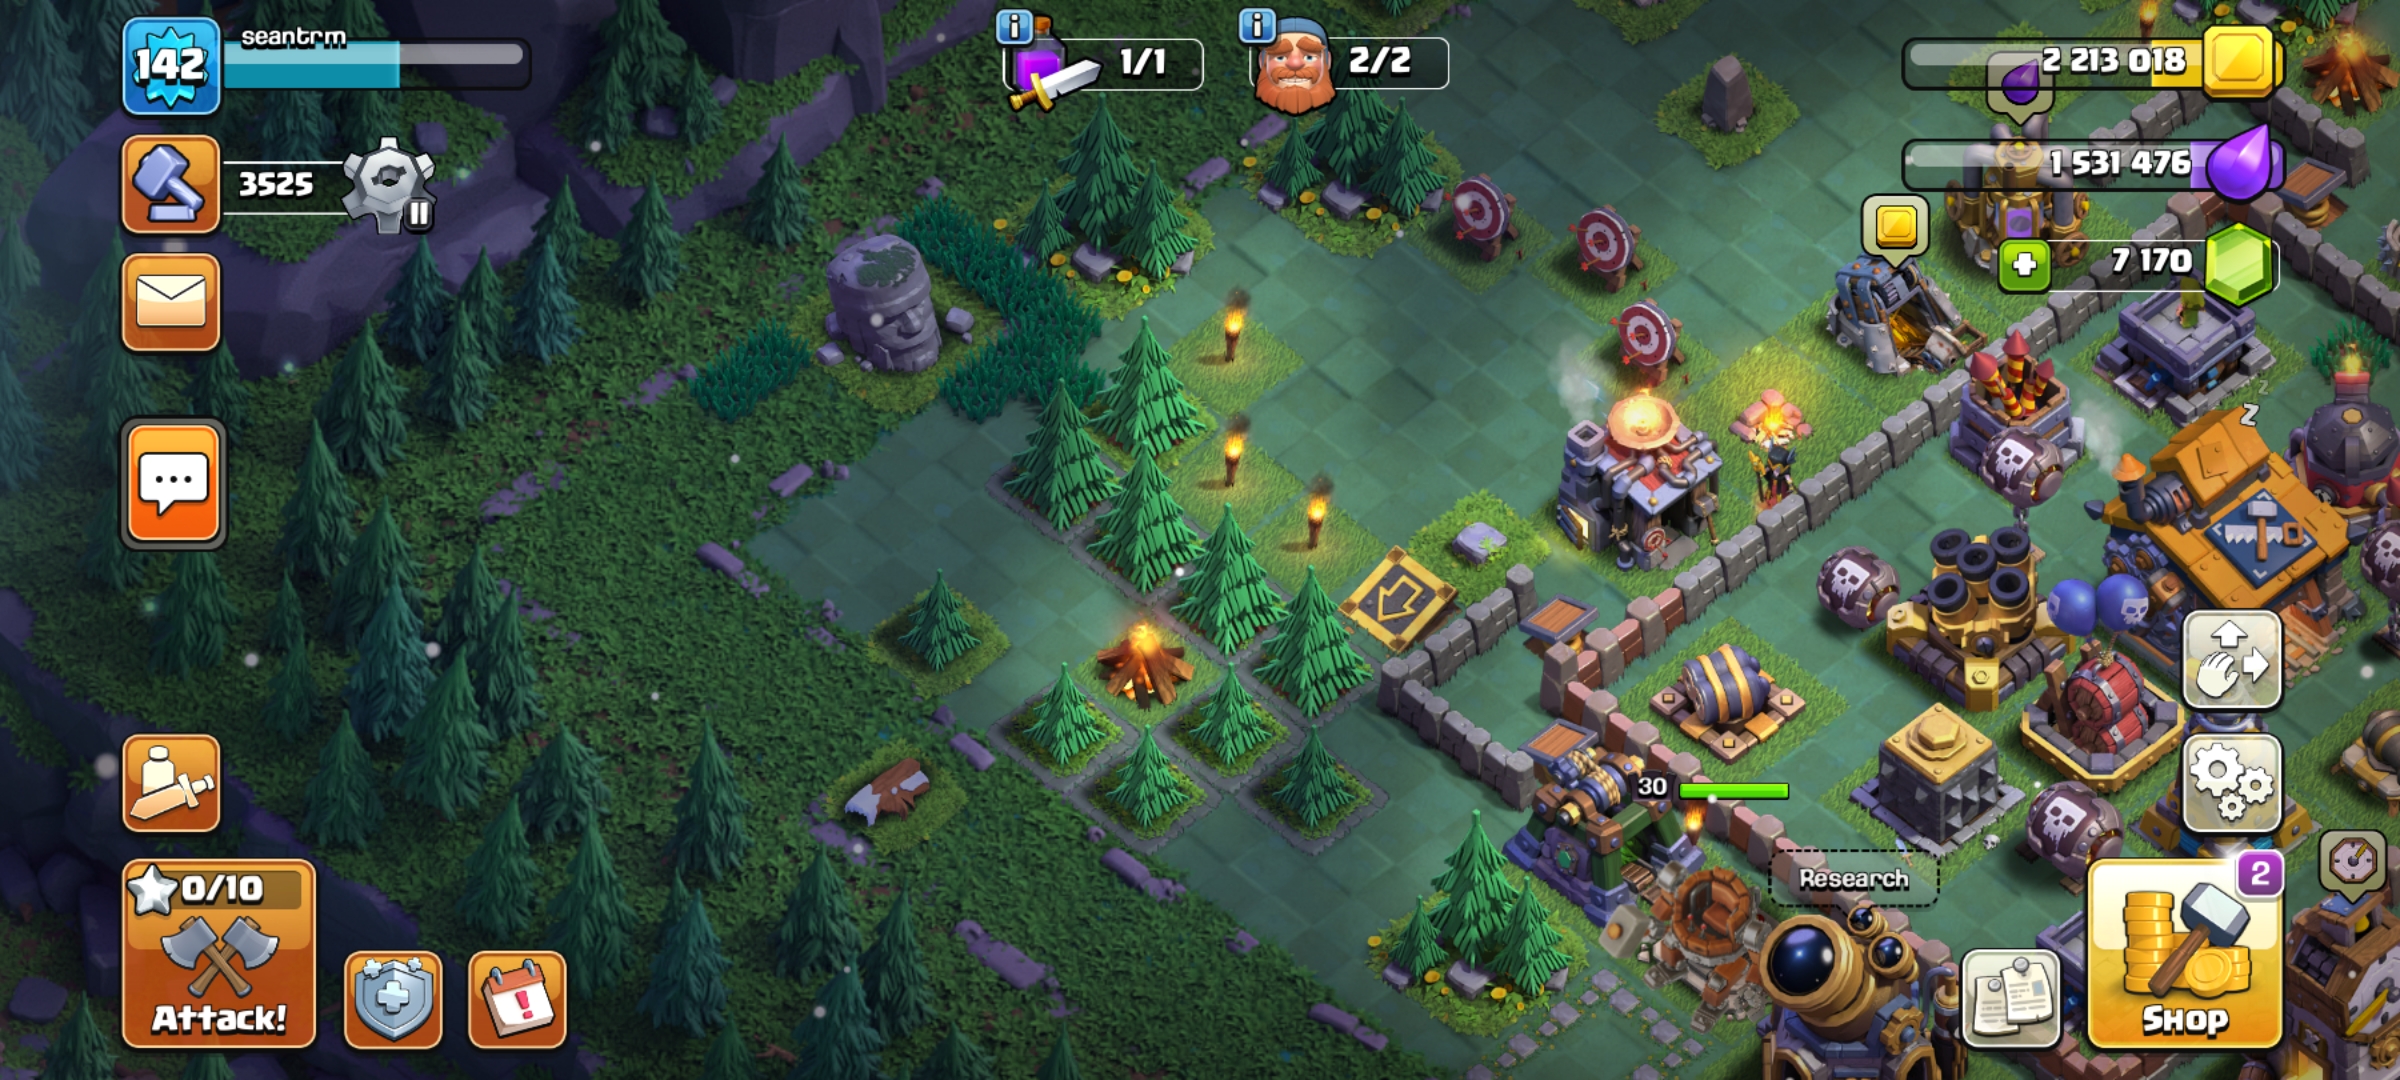 142
seantrm
1/1
2/2
2 213 018
3525
1 531 476
7 170
z
z
30
Research
0/10
Attack!
2
Shop